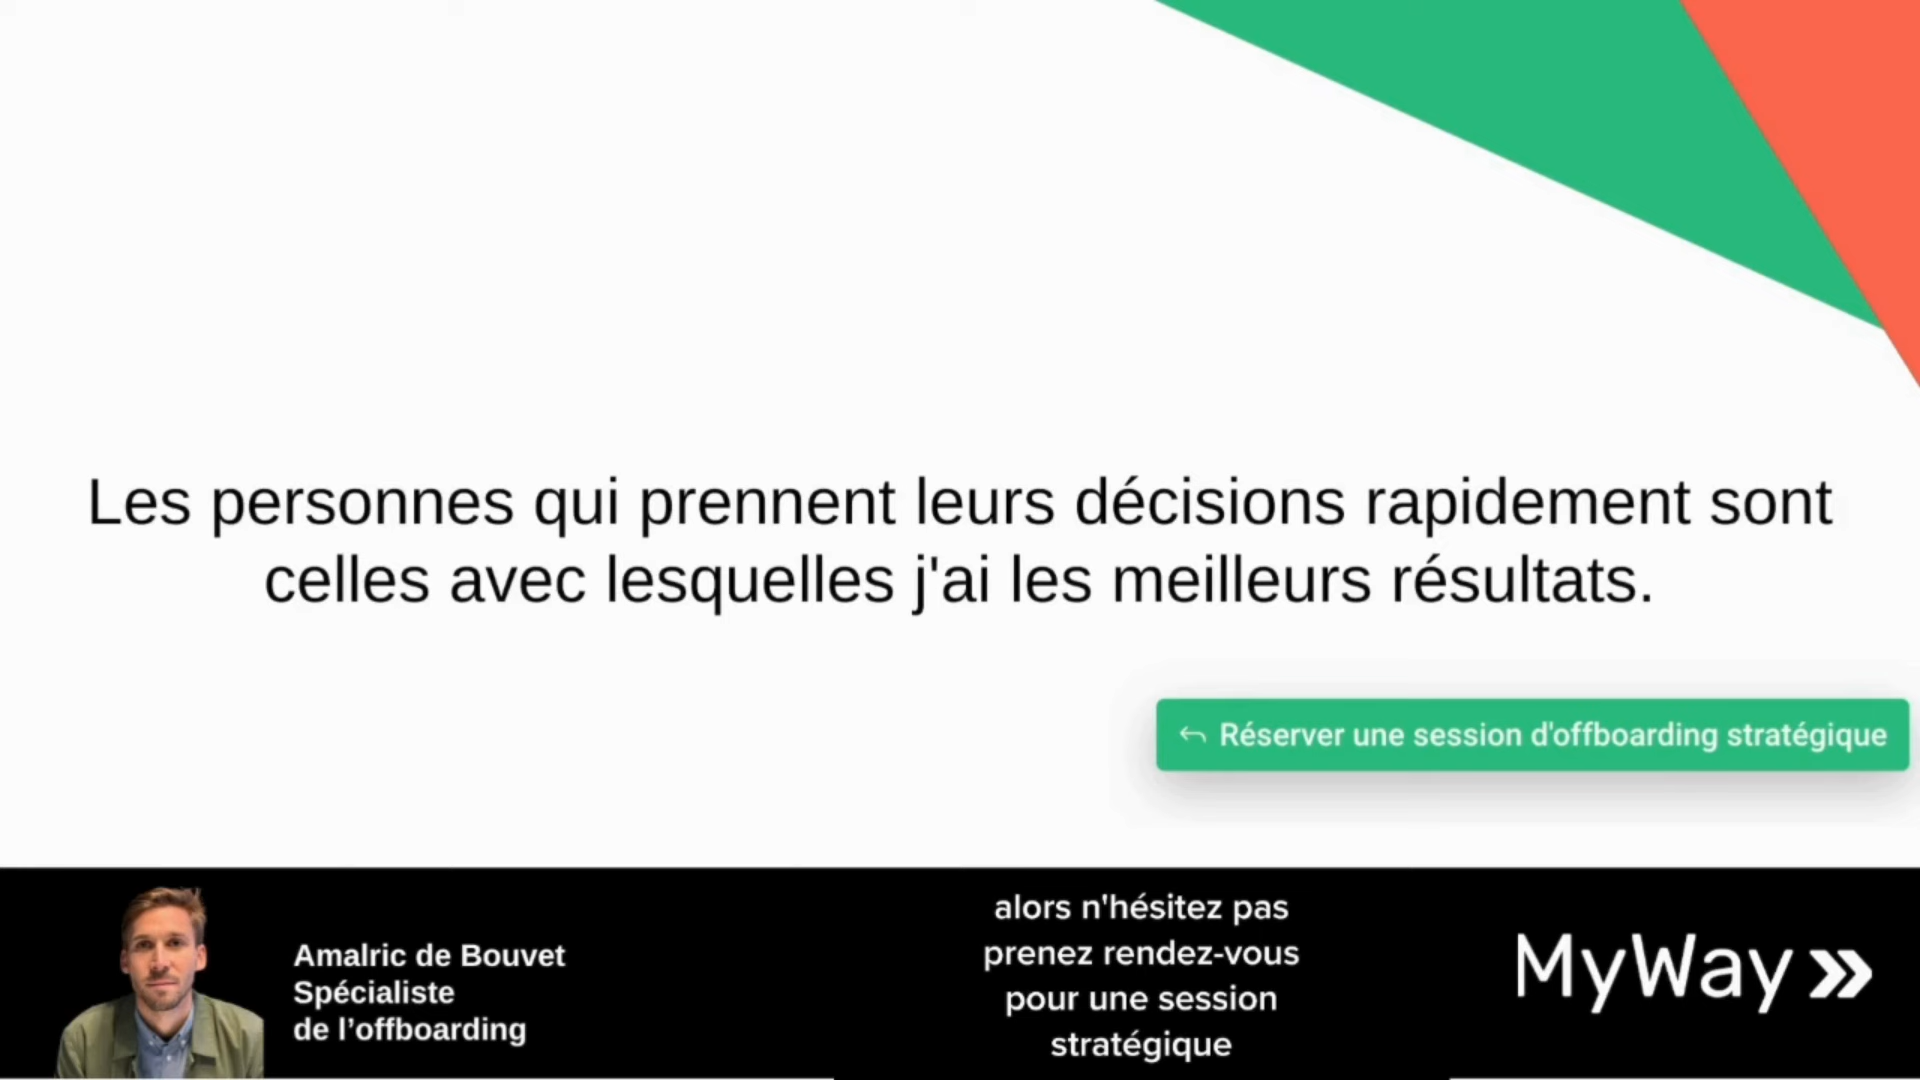 Les personnes qui prennent leurs décisions rapidement sont
celles avec lesquelles j'ai les meilleurs résultats.
Réserver une session d'offboarding stratégique
Amalric de Bouvet
Spécialiste
de l’offboarding
alors n'hésitez pas
prenez rendez-vous
pour une session
stratégique
MyWay